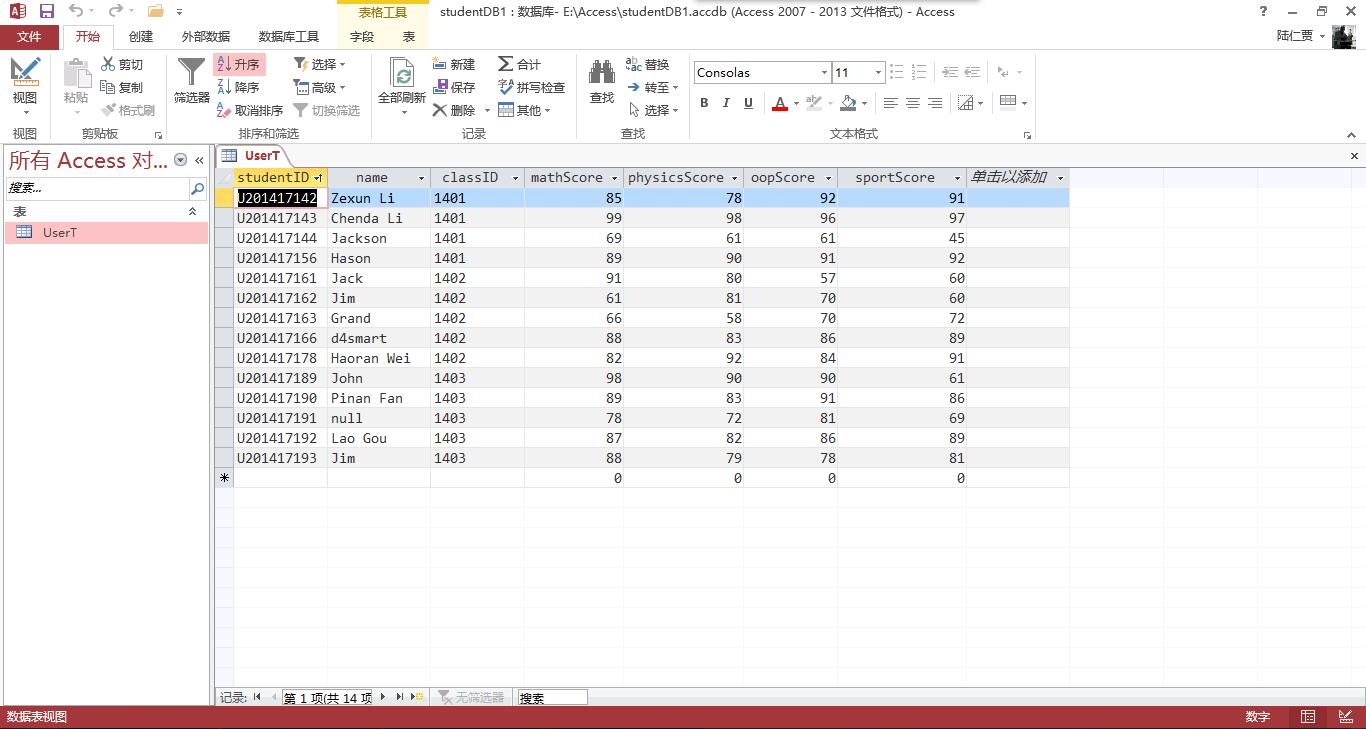 表格工具
studentDB1 : 数据库- E:\Access\studentDB1.accdb (Access 2007 - 2013 文件格式) - Access
文件 开始 创建 外部数据 数据库工具 字段 表 陆仁贾
视图 粘贴 剪切 复制 格式刷
筛选器 升序 降序 取消排序 选择 高级 切换筛选
全部刷新 新建 保存 删除 合计 拼写检查 其他
查找 替换 转至 选择
Consolas 11
B I U A
视图 剪贴板 排序和筛选 记录 查找 文本格式
所有 Access 对...
搜索...
表
UserT
UserT
studentID name classID mathScore physicsScore oopScore sportScore 单击以添加
U201417142 Zexun Li 1401 85 78 92 91
U201417143 Chenda Li 1401 99 98 96 97
U201417144 Jackson 1401 69 61 61 45
U201417156 Hason 1401 89 90 91 92
U201417161 Jack 1402 91 80 57 60
U201417162 Jim 1402 61 81 70 60
U201417163 Grand 1402 66 58 70 72
U201417166 d4smart 1402 88 83 86 89
U201417178 Haoran Wei 1402 82 92 84 91
U201417189 John 1403 98 90 90 61
U201417190 Pinan Fan 1403 89 83 91 86
U201417191 null 1403 78 72 81 69
U201417192 Lao Gou 1403 87 82 86 89
U201417193 Jim 1403 88 79 78 81
0 0 0 0
记录: 第 1 项(共 14 项 无筛选器 搜索
数据表视图 数字